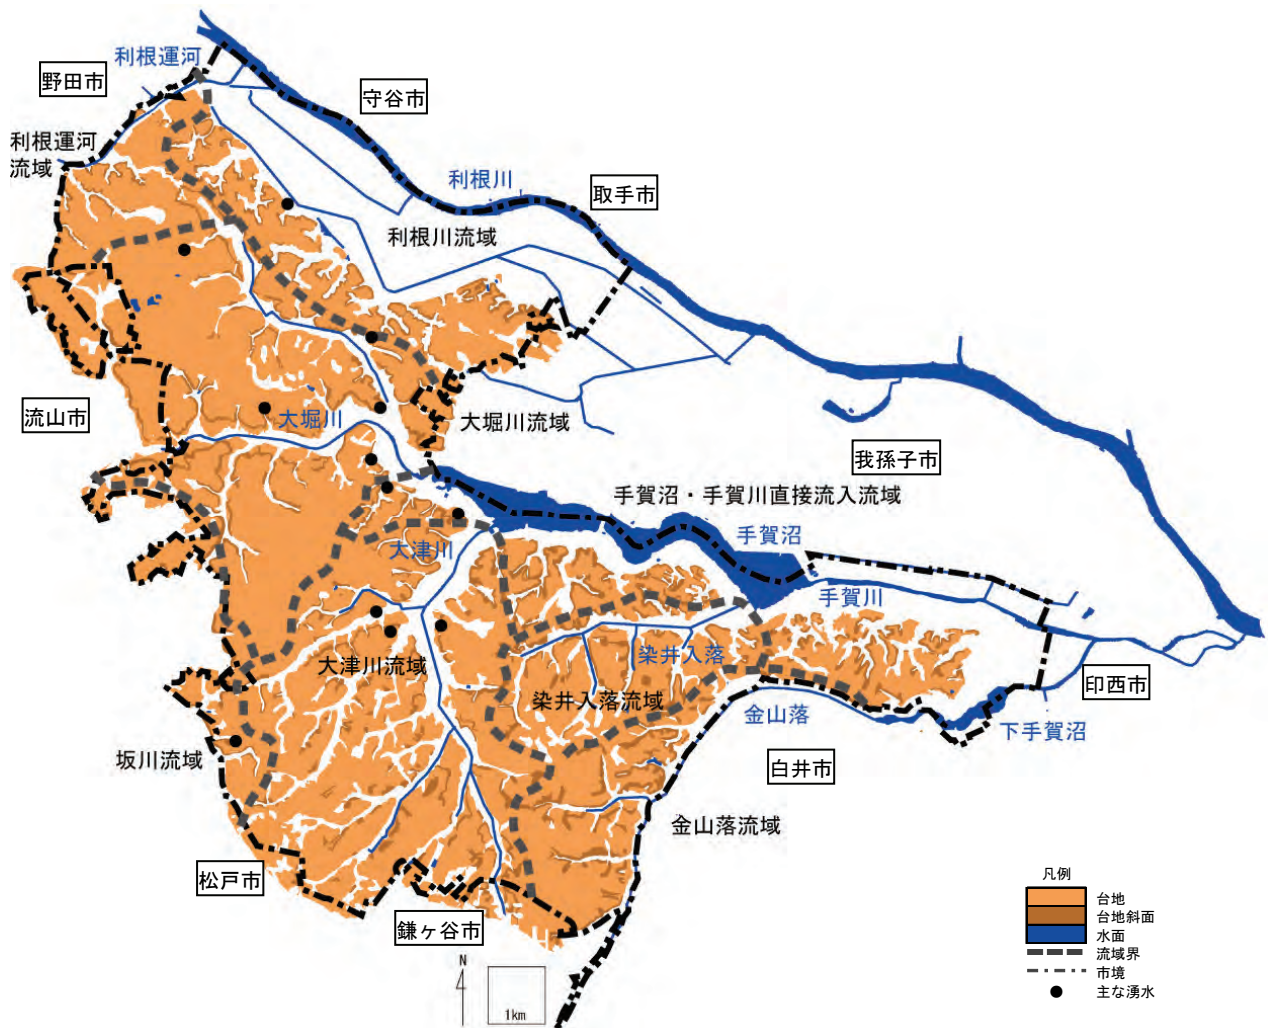 利根運河
野田市
守谷市
利根運河
流域
利根川
取手市
利根川流域
流山市
大堀川
大堀川流域
我孫子市
手賀沼・手賀川直接流入流域
手賀沼
大津川
手賀川
大津川流域
染井入落
染井入落流域
印西市
金山落
下手賀沼
坂川流域
白井市
金山落流域
松戸市
鎌ヶ谷市
N
1km
凡例
台地
台地斜面
水面
流域界
市境
主な湧水